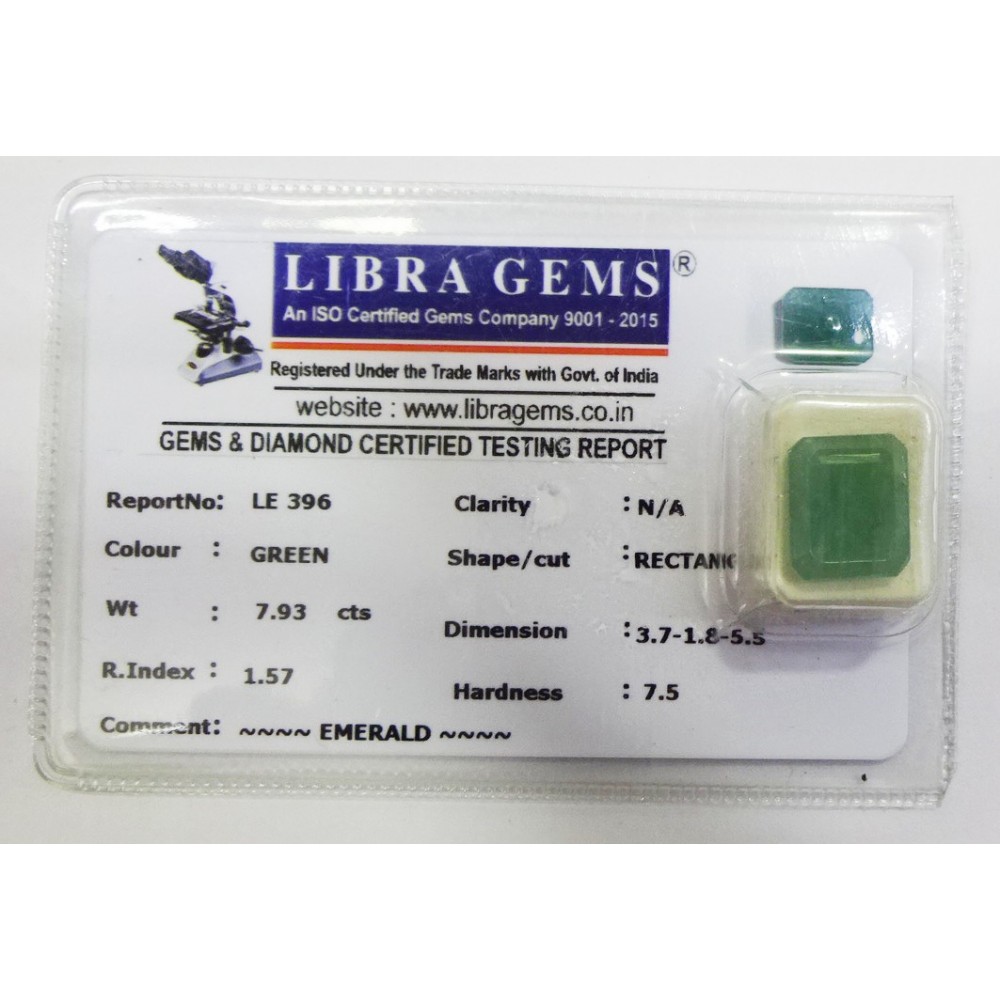 LIBRA GEMS ®
An ISO Certified Gems Company 9001 - 2015
Registered Under the Trade Marks with Govt. of India
website : www.libragems.co.in
GEMS & DIAMOND CERTIFIED TESTING REPORT
ReportNo: LE 396
Colour : GREEN
Wt : 7.93 cts
R.Index : 1.57
Comment: ~~~~ EMERALD ~~~~
Clarity : N/A
Shape/cut :
Dimension : 3.7-1.8-5.5
Hardness : 7.5